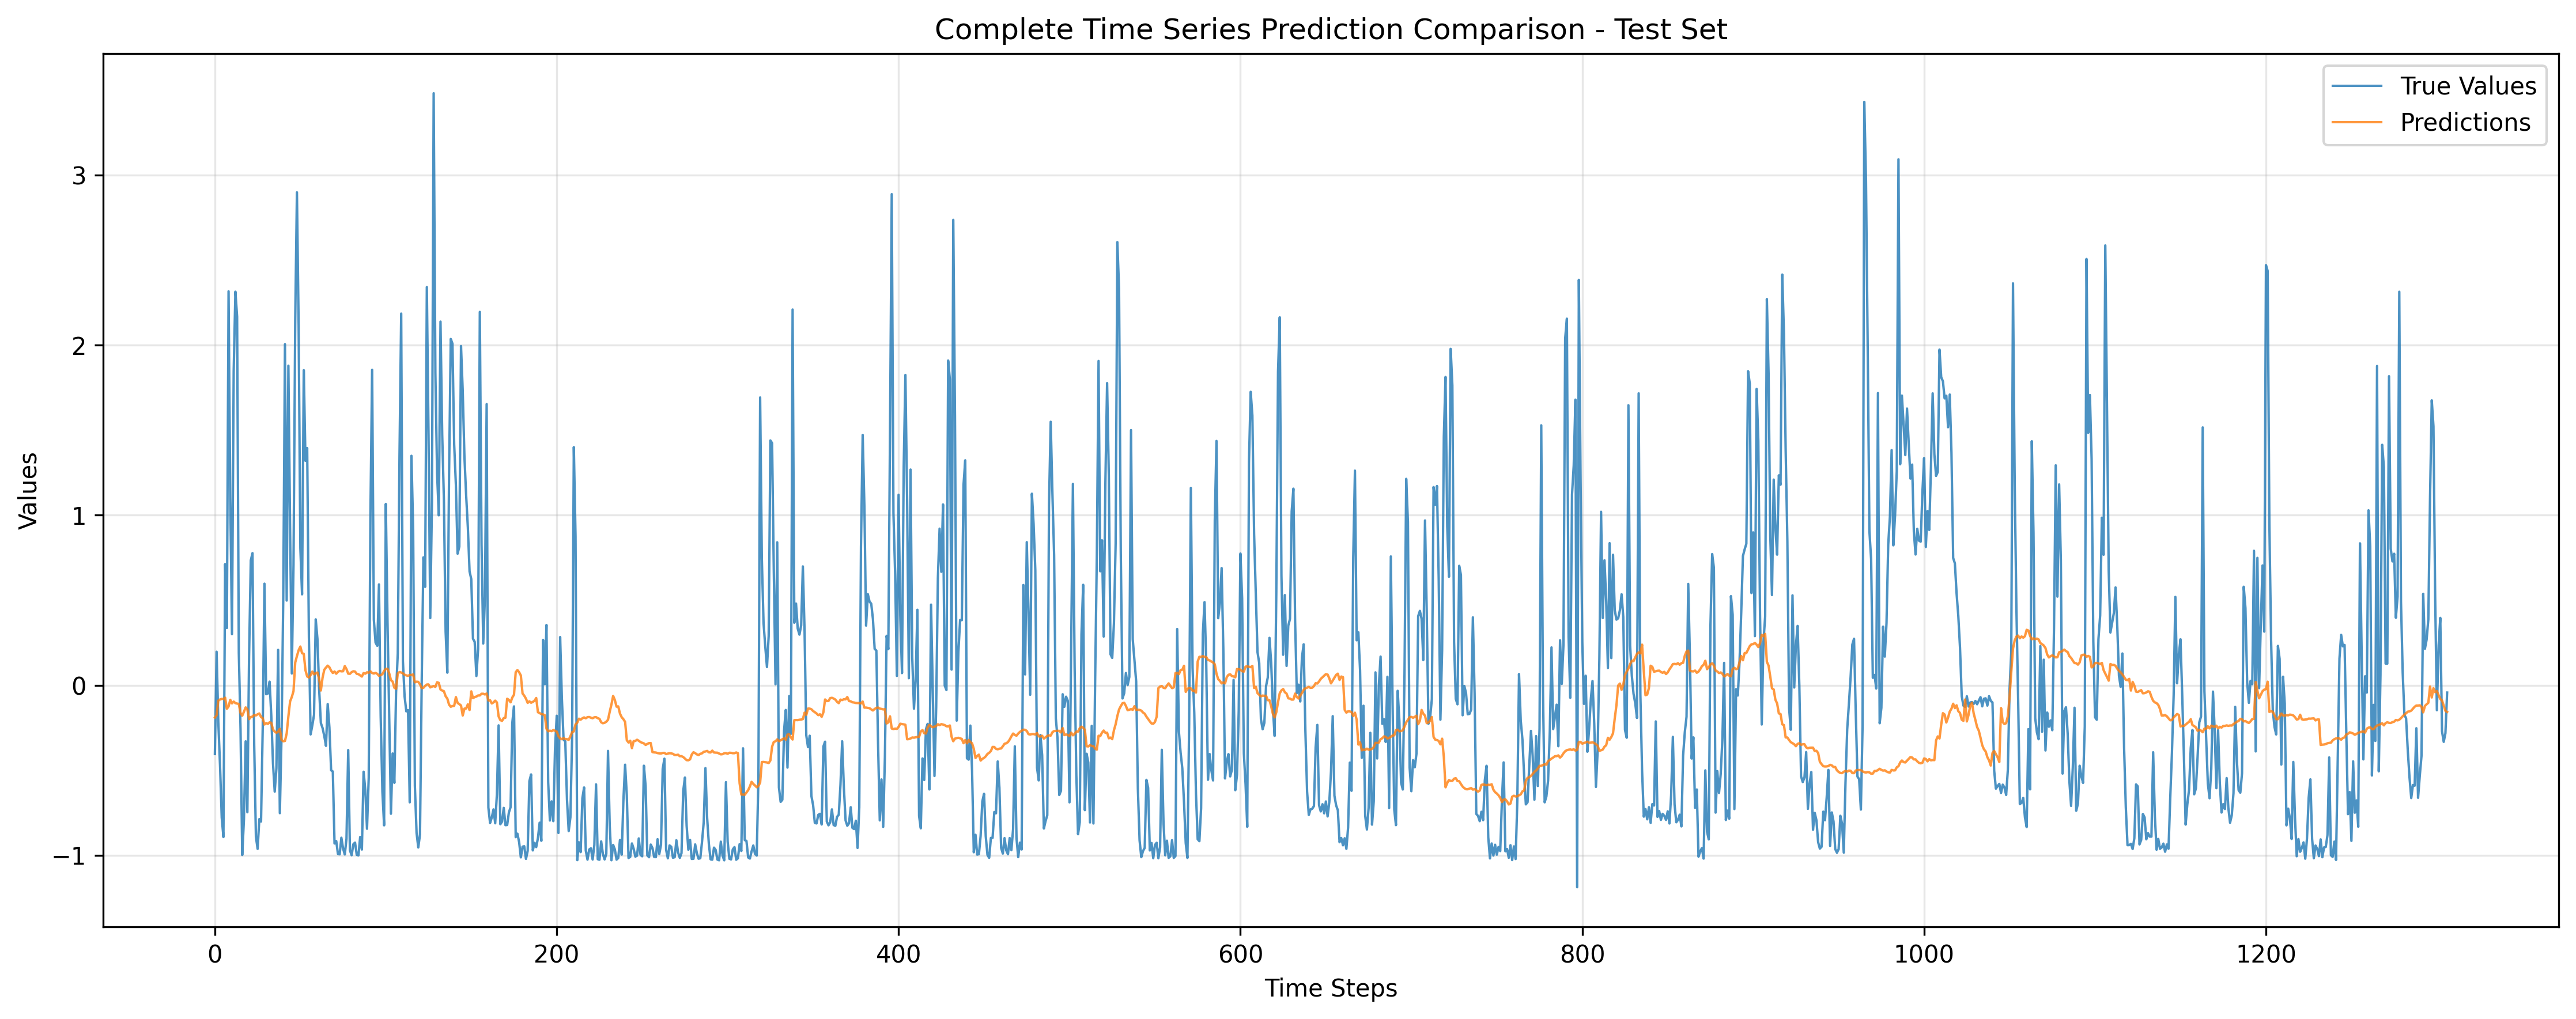 Complete Time Series Prediction Comparison - Test Set
True Values
Predictions
Values
3
2
1
0
−1
0
200
400
600
800
1000
1200
Time Steps